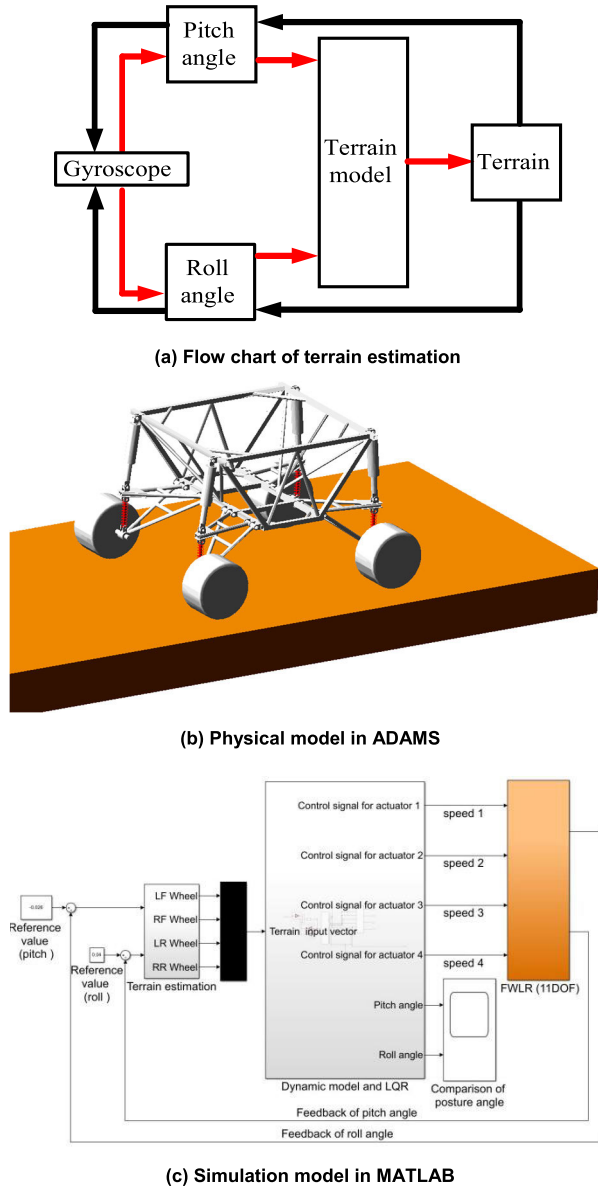 Pitch
angle
Gyroscope
Terrain
model
Terrain
Roll
angle
(a) Flow chart of terrain estimation
(b) Physical model in ADAMS
Control signal for actuator 1
speed 1
Control signal for actuator 2
speed 2
LF Wheel
RF Wheel
LR Wheel
RR Wheel
Terrain estimation
Reference
value
(pitch )
0.04
Reference
value
(roll )
Terrain input vector
Control signal for actuator 3
speed 3
Control signal for actuator 4
speed 4
FWLR (11DOF)
Pitch angle
Roll angle
Dynamic model and LQR
Comparison of
posture angle
Feedback of pitch angle
Feedback of roll angle
(c) Simulation model in MATLAB